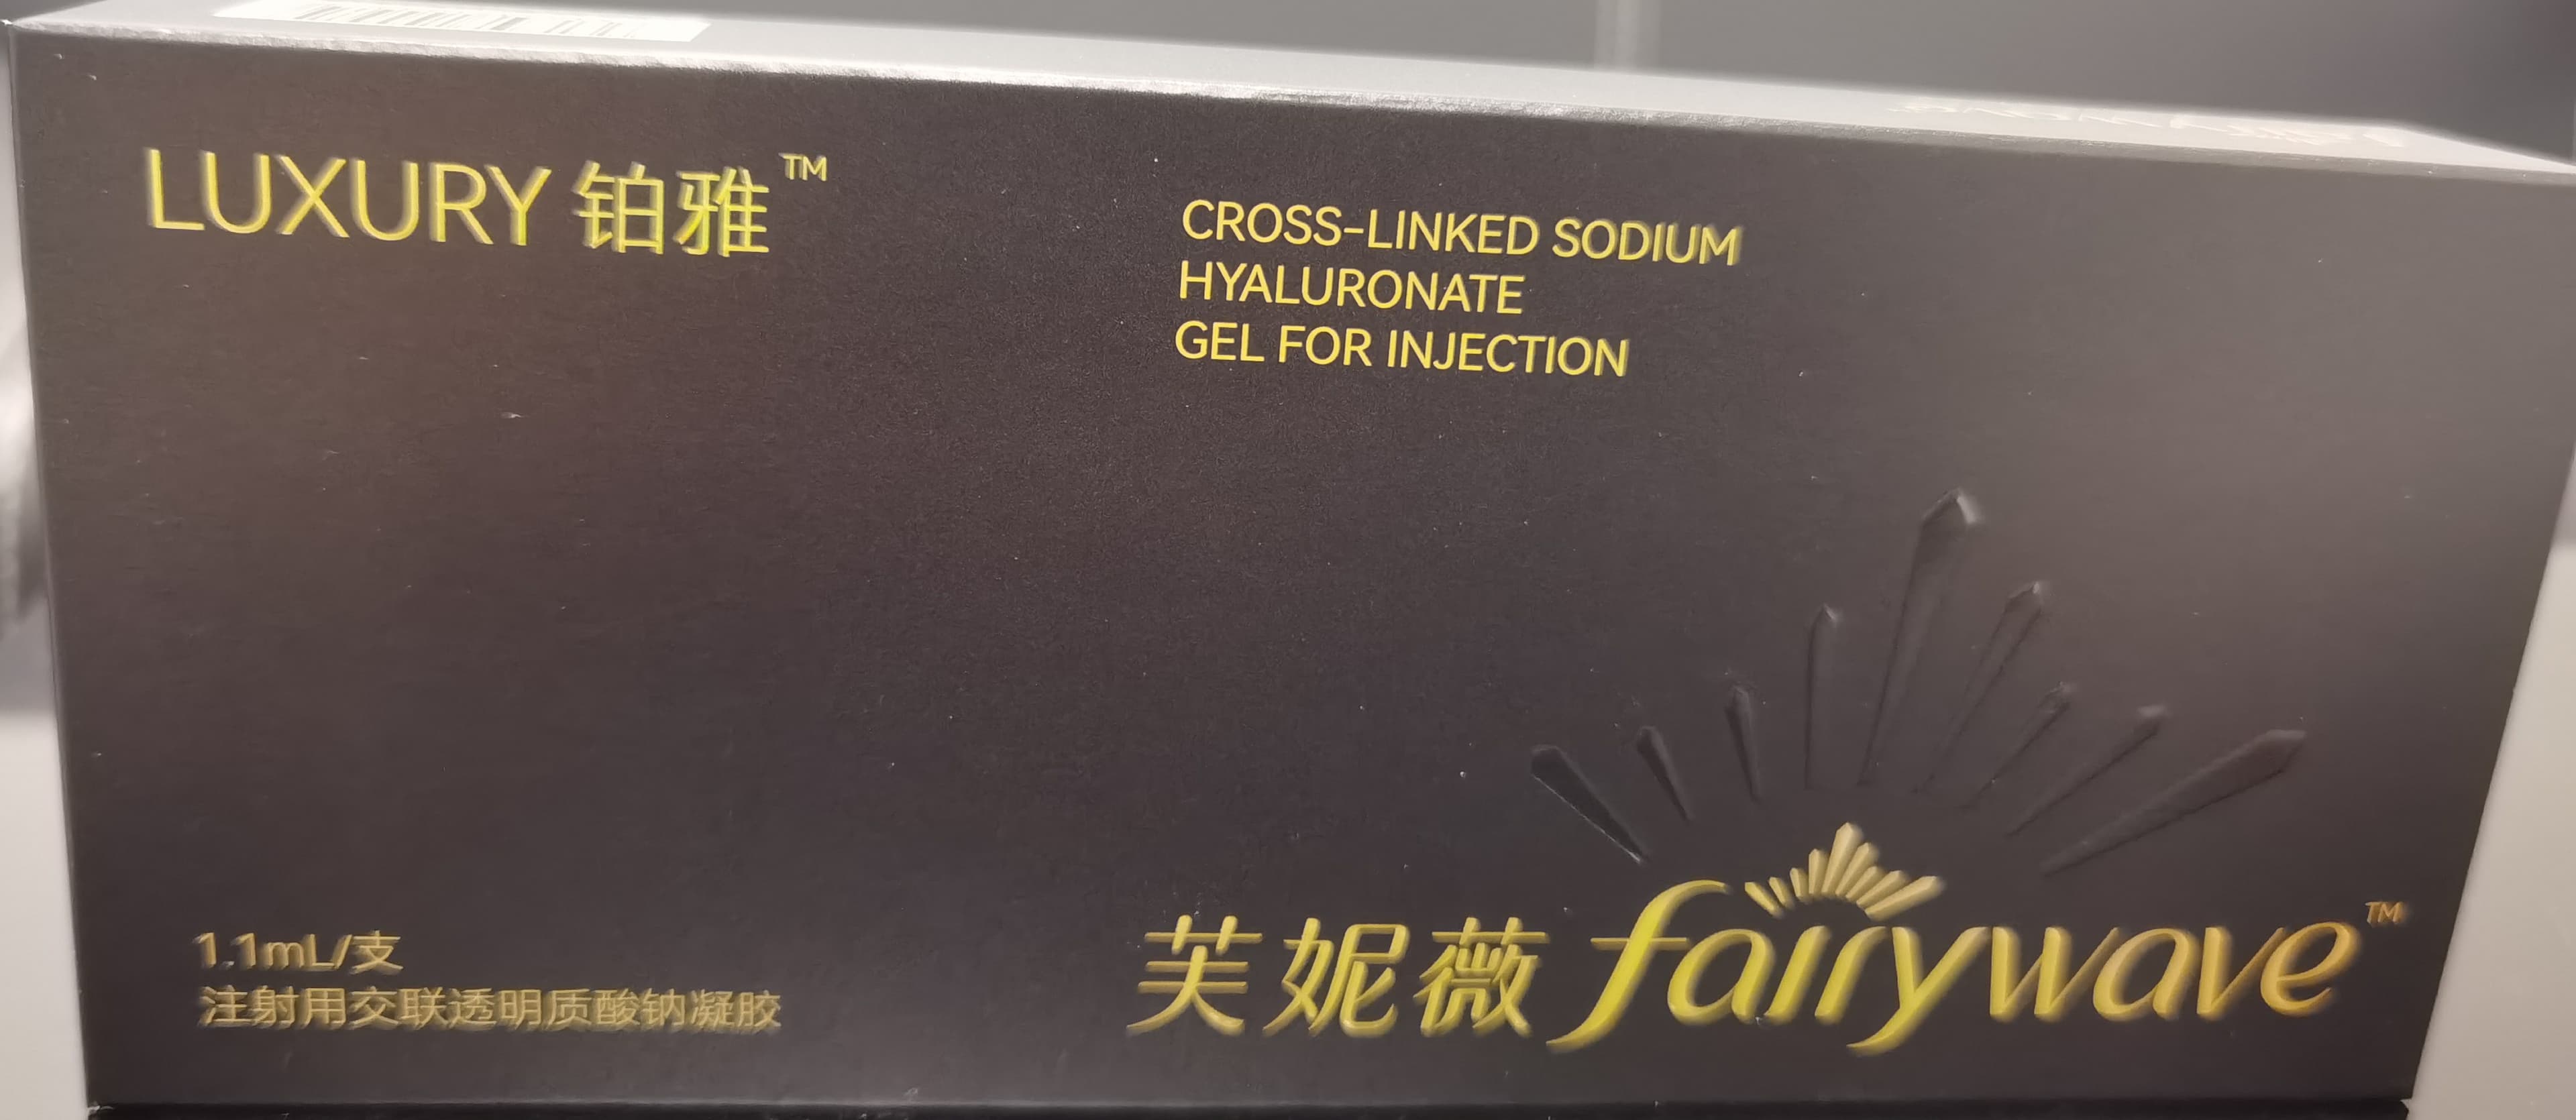 LUXURY 铂雅™
CROSS-LINKED SODIUM
HYALURONATE
GEL FOR INJECTION
1.1mL/支
注射用交联透明质酸钠凝胶
芙妮薇 fairywave™